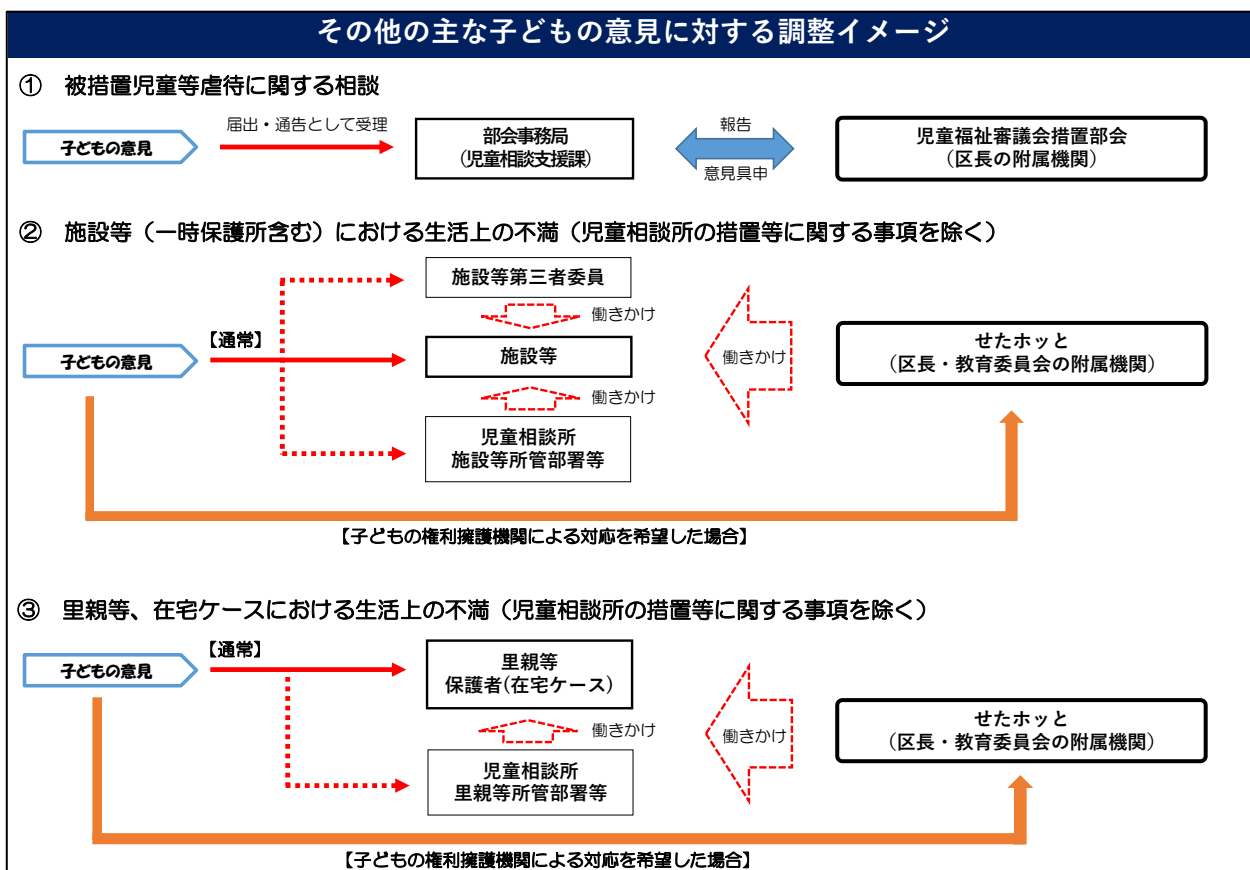 その他の主な子どもの意見に対する調整イメージ
① 被措置児童等虐待に関する相談
子どもの意見
届出・通告として受理
部会事務局
(児童相談支援課)
報告
意見具申
児童福祉審議会措置部会
(区長の附属機関)
② 施設等(一時保護所含む)における生活上の不満(児童相談所の措置等に関する事項を除く)
子どもの意見
【通常】
施設等第三者委員
働きかけ
施設等
働きかけ
児童相談所
施設等所管部署等
働きかけ
せたホッと
(区長・教育委員会の附属機関)
【子どもの権利擁護機関による対応を希望した場合】
③ 里親等、在宅ケースにおける生活上の不満(児童相談所の措置等に関する事項を除く)
子どもの意見
【通常】
里親等
保護者(在宅ケース)
働きかけ
児童相談所
里親等所管部署等
働きかけ
せたホッと
(区長・教育委員会の附属機関)
【子どもの権利擁護機関による対応を希望した場合】